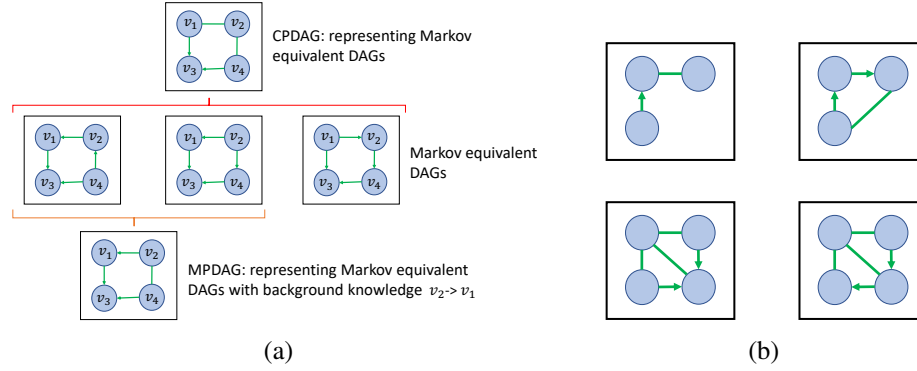 v₁ v₂
v₃ v₄
CPDAG: representing Markov
equivalent DAGs
v₁ v₂ v₁ v₂ v₁ v₂
v₃ v₄ v₃ v₄ v₃ v₄
Markov equivalent
DAGs
v₁ v₂
v₃ v₄
MPDAG: representing Markov equivalent
DAGs with background knowledge v₂-> v₁
(a) (b)